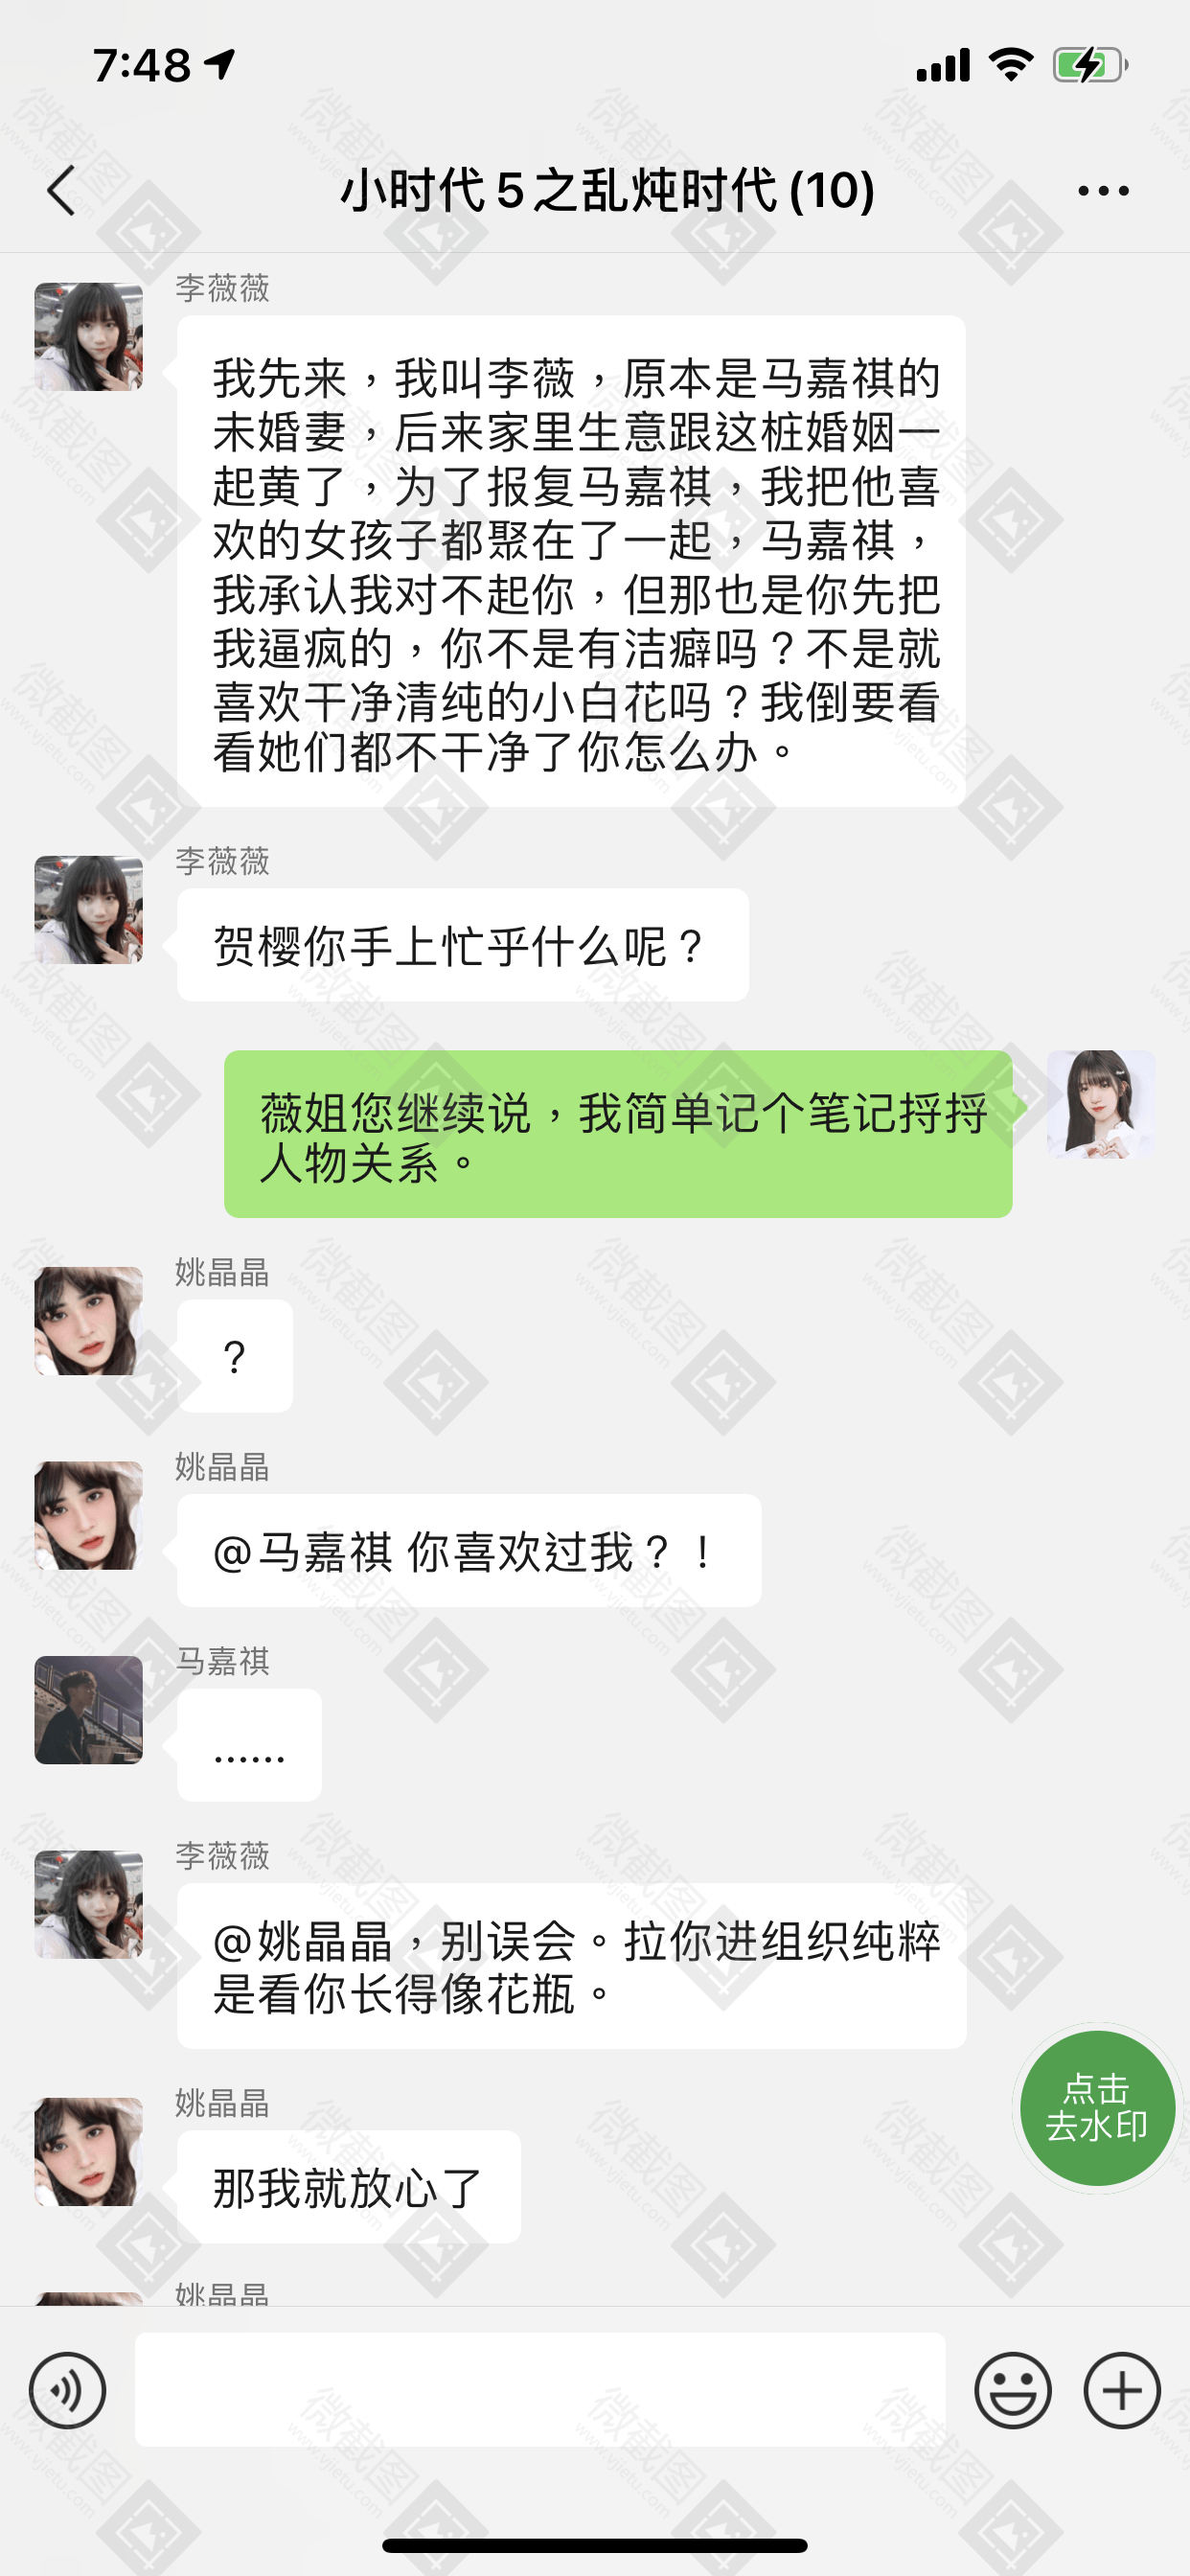 7:48
小时代5之乱炖时代(10)
李薇薇
我先来，我叫李薇，原本是马嘉祺的
未婚妻，后来家里生意跟这桩婚姻一
起黄了，为了报复马嘉祺，我把他喜
欢的女孩子都聚在了一起，马嘉祺，
我承认我对不起你，但那也是你先把
我逼疯的，你不是有洁癖吗？不是就
喜欢干净清纯的小白花吗？我倒要看
看她们都不干净了你怎么办。
李薇薇
贺樱你手上忙乎什么呢？
薇姐您继续说，我简单记个笔记捋捋
人物关系。
姚晶晶
？
姚晶晶
@马嘉祺 你喜欢过我？！
马嘉祺
……
李薇薇
@姚晶晶，别误会。拉你进组织纯粹
是看你长得像花瓶。
点击
去水印
姚晶晶
那我就放心了
姚晶晶
微截图
www.vjietu.com